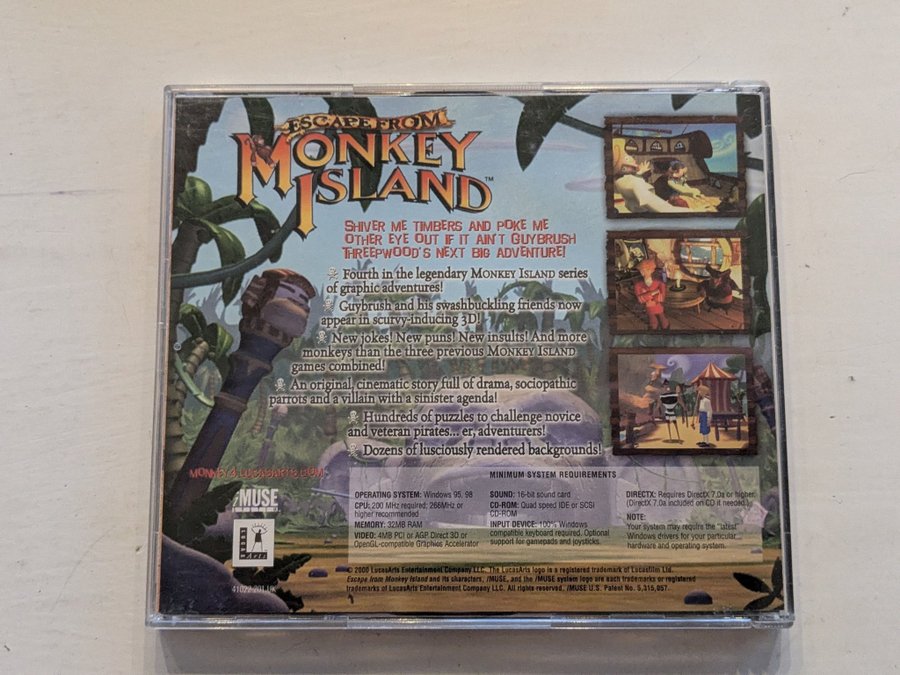 ESCAPE FROM
MONKEY
ISLAND™
SHIVER ME TIMBERS AND POKE ME
OTHER EYE OUT IF IT AIN'T GUYBRUSH
THREEPWOOD'S NEXT BIG ADVENTURE!
Fourth in the legendary MONKEY ISLAND series
of graphic adventures!
Guybrush and his swashbuckling friends now
appear in scurvy-inducing 3D!
New jokes! New puns! New insults! And more
monkeys than the three previous MONKEY ISLAND
games combined!
An original, cinematic story full of drama, sociopathic
parrots and a villain with a sinister agenda!
Hundreds of puzzles to challenge novice
and veteran pirates... er, adventurers!
Dozens of lusciously rendered backgrounds!
MONKEY4.LUCASARTS.COM
MINIMUM SYSTEM REQUIREMENTS
OPERATING SYSTEM: Windows 95, 98
CPU: 200 MHz required; 266MHz or
higher recommended
MEMORY: 32MB RAM
VIDEO: 4MB PCI or AGP Direct 3D or
OpenGL-compatible Graphics Accelerator
SOUND: 16-bit sound card
CD-ROM: Quad speed IDE or SCSI
CD-ROM
INPUT DEVICE: 100% Windows
compatible keyboard required. Optional
support for gamepads and joysticks.
DIRECTX: Requires DirectX 7.0a or higher.
(DirectX 7.0a included on CD if needed.)
NOTE:
Your system may require the "latest"
Windows drivers for your particular
hardware and operating system.
iMUSE
LUCAS
Arts
41022.201.UK
© 2000 LucasArts Entertainment Company LLC. The LucasArts logo is a registered trademark of Lucasfilm Ltd.
Escape from Monkey Island and its characters, iMUSE, and the iMUSE system logo are each trademarks or registered
trademarks of LucasArts Entertainment Company LLC. All rights reserved. iMUSE U.S. Patent No. 5,315,057.